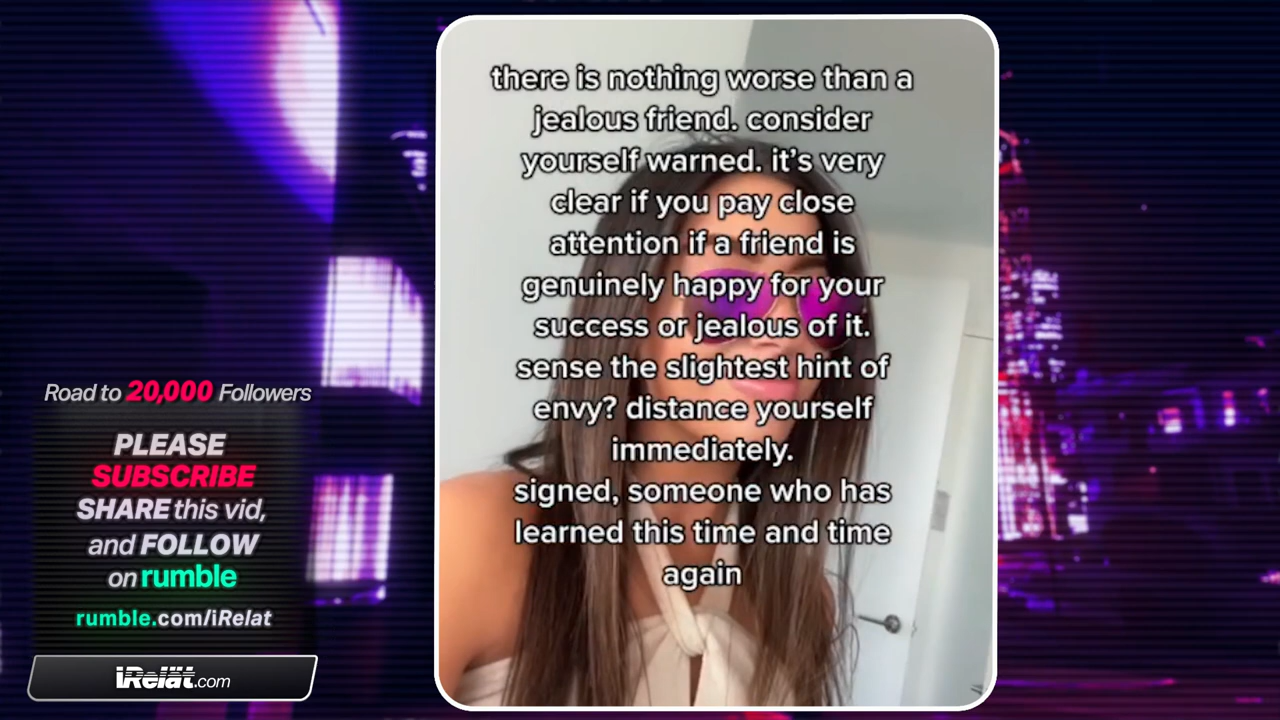 there is nothing worse than a
jealous friend. consider
yourself warned. it’s very
clear if you pay close
attention if a friend is
genuinely happy for your
success or jealous of it.
sense the slightest hint of
envy? distance yourself
immediately.
signed, someone who has
learned this time and time
again
Road to 20,000 Followers
PLEASE
SUBSCRIBE
SHARE this vid,
and FOLLOW
on rumble
rumble.com/iRelat
iRelat.com